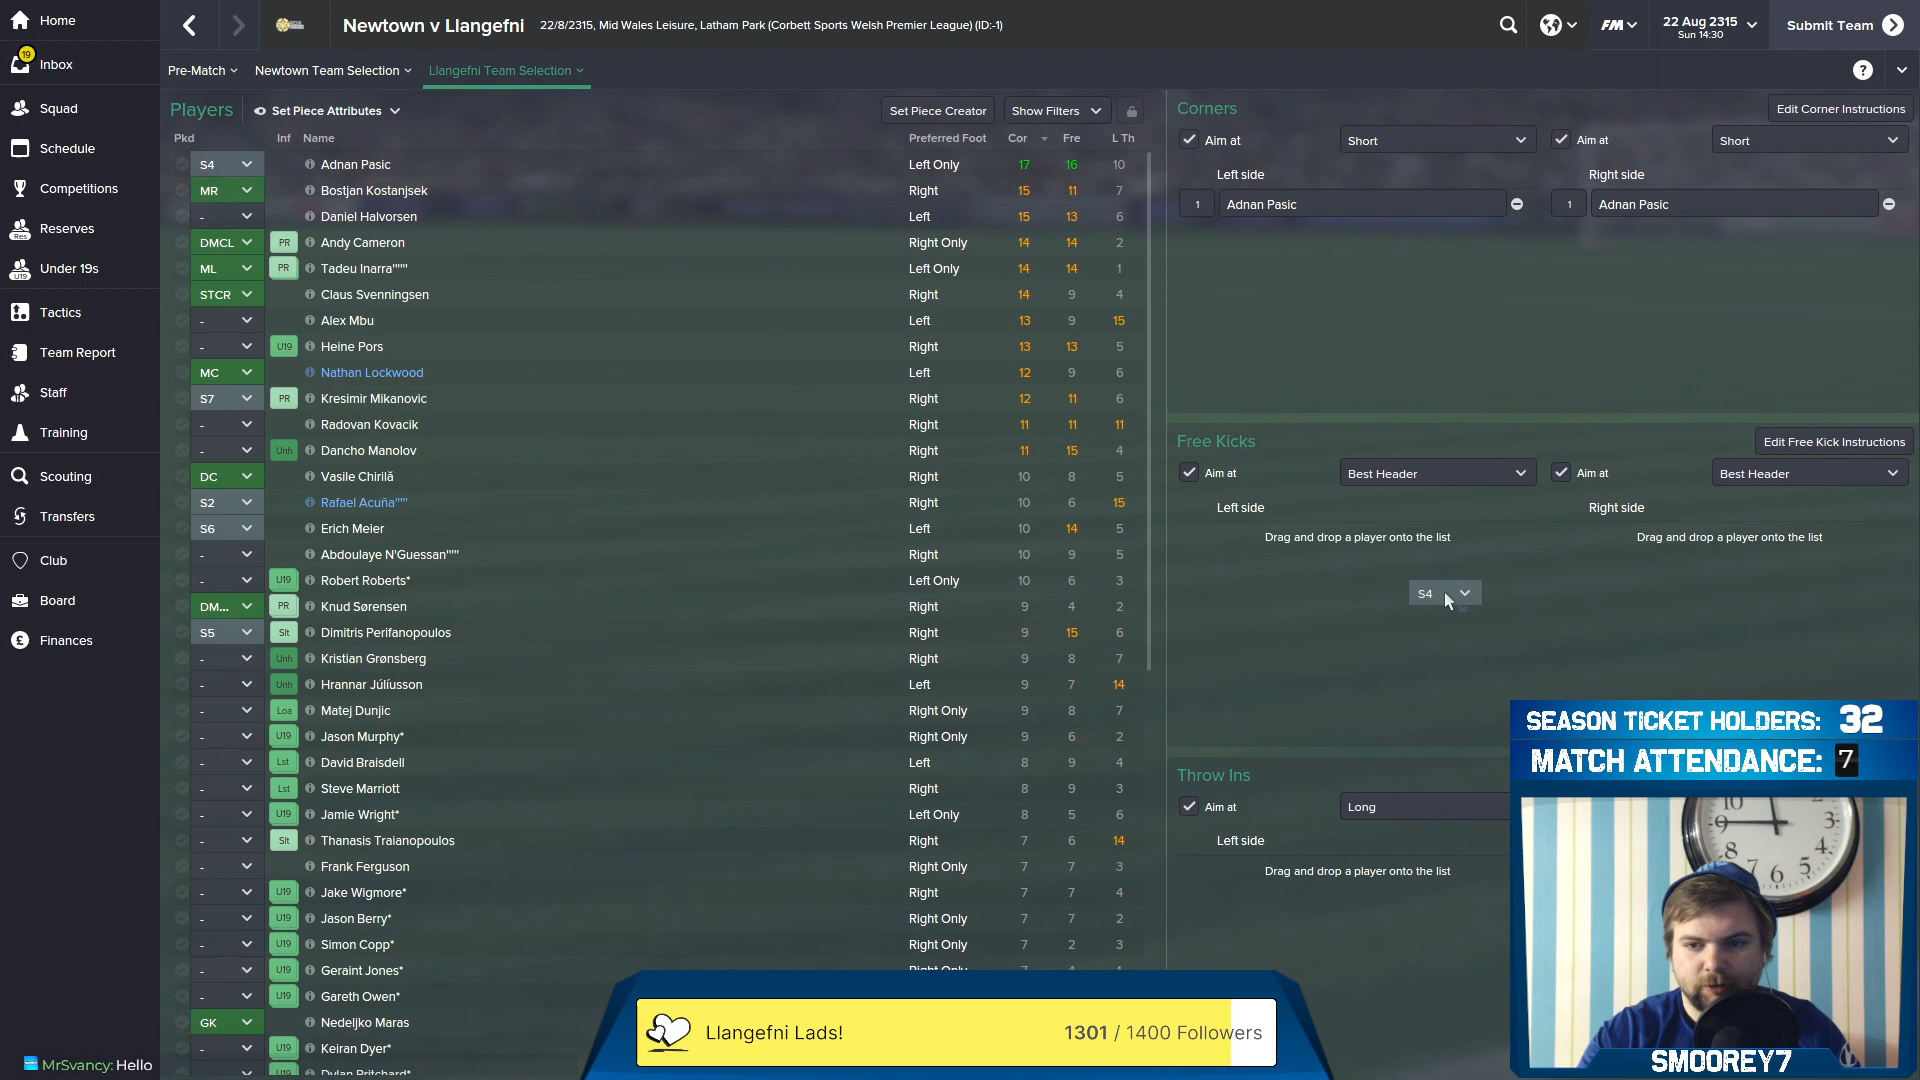 Home
19
Inbox
Squad
Schedule
Competitions
Res
Reserves
U19
Under 19s
Tactics
Team Report
Staff
Training
Scouting
Transfers
Club
Board
Finances
MrSvancy: Hello
Newtown v Llangefni
22/8/2315, Mid Wales Leisure, Latham Park (Corbett Sports Welsh Premier League) (ID:-1)
FM
22 Aug 2315
Sun 14:30
Submit Team
Pre-Match
Newtown Team Selection
Llangefni Team Selection
?
Players
Set Piece Attributes
Set Piece Creator
Show Filters
Pkd Inf Name Preferred Foot Cor Fre L Th
S4 Adnan Pasic Left Only 17 16 10
MR Bostjan Kostanjsek Right 15 11 7
- Daniel Halvorsen Left 15 13 6
DMCL PR Andy Cameron Right Only 14 14 2
ML PR Tadeu Inarra"""" Left Only 14 14 1
STCR Claus Svenningsen Right 14 9 4
- Alex Mbu Left 13 9 15
- U19 Heine Pors Right 13 13 5
MC Nathan Lockwood Left 12 9 6
S7 PR Kresimir Mikanovic Right 12 11 6
- Radovan Kovacik Right 11 11 11
- Unh Dancho Manolov Right 11 15 4
DC Vasile Chirilă Right 10 8 5
S2 Rafael Acuña"""" Right 10 6 15
S6 Erich Meier Left 10 14 5
- Abdoulaye N'Guessan"""" Right 10 9 5
- U19 Robert Roberts* Left Only 10 6 3
DM... PR Knud Sørensen Right 9 4 2
S5 Slt Dimitris Perifanopoulos Right 9 15 6
- Unh Kristian Grønsberg Right 9 8 7
- Unh Hrannar Júlíusson Left 9 7 14
- Loa Matej Dunjic Right Only 9 8 7
- U19 Jason Murphy* Right Only 9 6 2
- Lst David Braisdell Left 8 9 4
- Lst Steve Marriott Right 8 9 3
- U19 Jamie Wright* Left Only 8 5 6
- Slt Thanasis Traianopoulos Right 7 6 14
- Frank Ferguson Right Only 7 7 3
- U19 Jake Wigmore* Right 7 7 4
- U19 Jason Berry* Right Only 7 7 2
- U19 Simon Copp* Right Only 7 2 3
- U19 Geraint Jones* Right Only 7
- U19 Gareth Owen*
GK Nedeljko Maras
- U19 Keiran Dyer*
U19 Dylan Pritchard*
Corners
Edit Corner Instructions
Aim at Short
Aim at Short
Left side
Right side
1 Adnan Pasic
1 Adnan Pasic
Free Kicks
Edit Free Kick Instructions
Aim at Best Header
Aim at Best Header
Left side
Right side
Drag and drop a player onto the list
Drag and drop a player onto the list
S4
Throw Ins
Aim at Long
Left side
Drag and drop a player onto the list
SEASON TICKET HOLDERS: 32
MATCH ATTENDANCE: 7
10
9
8
7
6
5
4
3
SMOOREY7
Llangefni Lads!
1301 / 1400 Followers